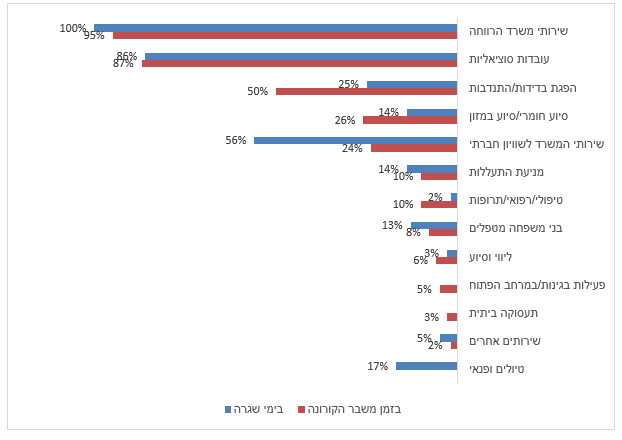 שירותי משרד הרווחה 100% 95%
עובדות סוציאליות 86% 87%
הפגת בדידות/התנדבות 25% 50%
סיוע חומרי/סיוע במזון 14% 26%
שירותי המשרד לשוויון חברתי 56% 24%
מניעת התעללות 14% 10%
טיפולי/רפואי/תרופות 2% 10%
בני משפחה מטפלים 13% 8%
ליווי וסיוע 3% 6%
פעילות בגינות/במרחב הפתוח 5%
תעסוקה ביתית 3%
שירותים אחרים 5% 2%
טיולים ופנאי 17%
בזמן משבר הקורונה בימי שגרה